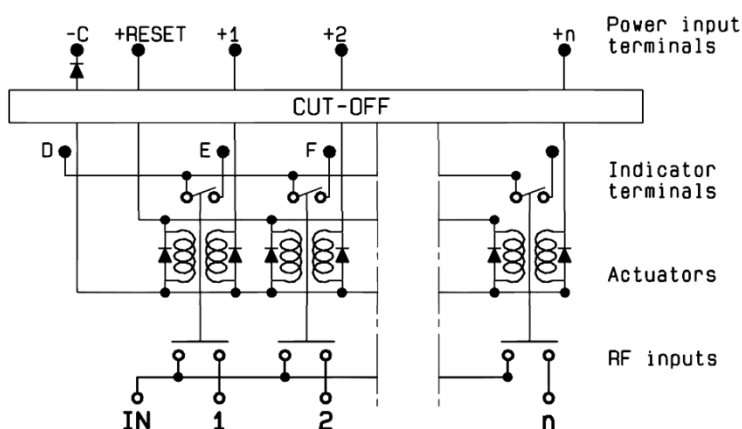 -C +RESET +1 +2 +n Power input
terminals
CUT-OFF
D E F
Indicator
terminals
Actuators
RF inputs
IN 1 2 n